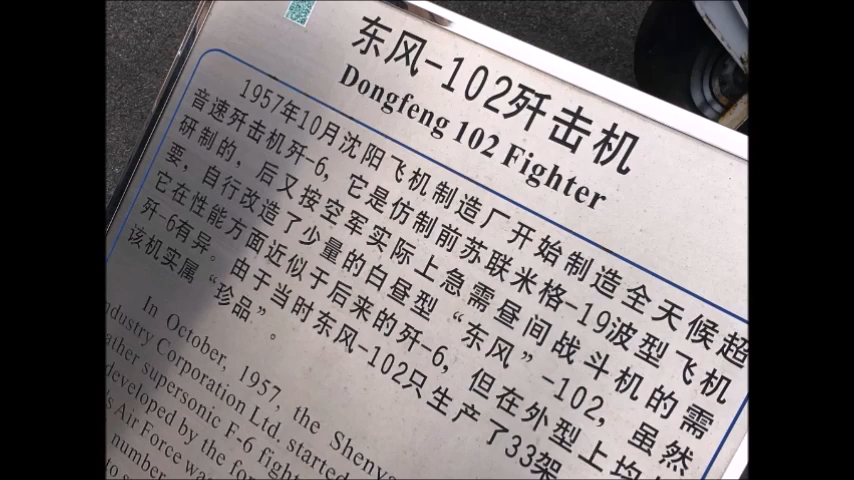 东风-102歼击机
Dongfeng 102 Fighter
1957年10月沈阳飞机制造厂开始制造全天候超
音速歼击机歼-6，它是仿制前苏联米格-19波型飞机
研制的，后又按空军实际上急需昼间战斗机的需
要，自行改造了少量的白昼型“东风”-102，虽然
它在性能方面近似于后来的歼-6，但在外型上均
歼-6有异。由于当时东风-102只生产了33架
该机实属“珍品”。
In October, 1957, the Shenya
ndustry Corporation Ltd. started
ather supersonic F-6 fight
developed by the for
's Air Force wa
number
to s